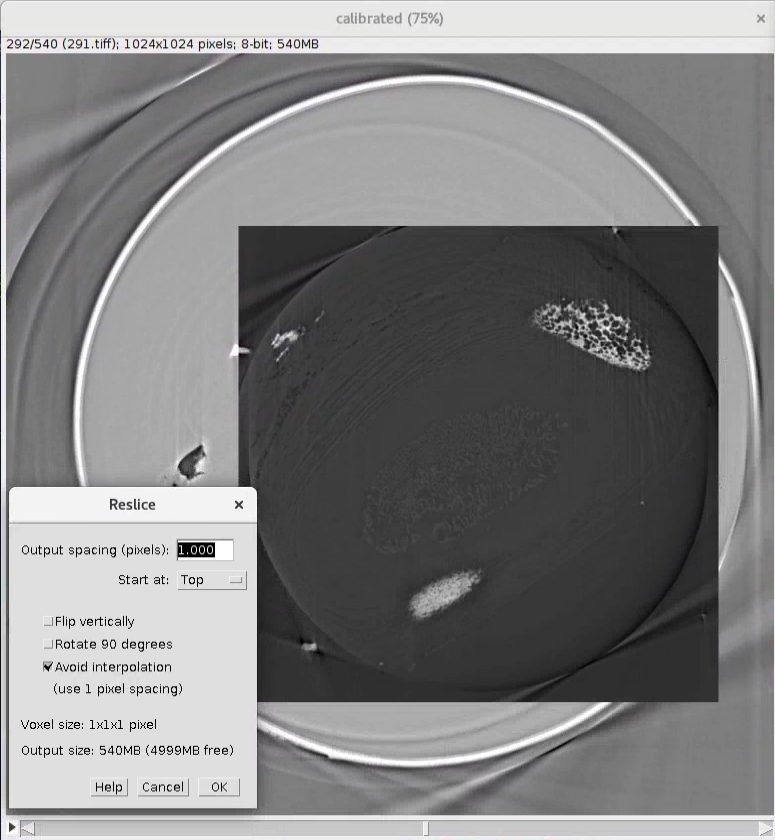 calibrated (75%)
292/540 (291.tiff); 1024x1024 pixels; 8-bit; 540MB
Reslice
Output spacing (pixels): 1.000
Start at: Top
Flip vertically
Rotate 90 degrees
Avoid interpolation
(use 1 pixel spacing)
Voxel size: 1x1x1 pixel
Output size: 540MB (4999MB free)
Help Cancel OK